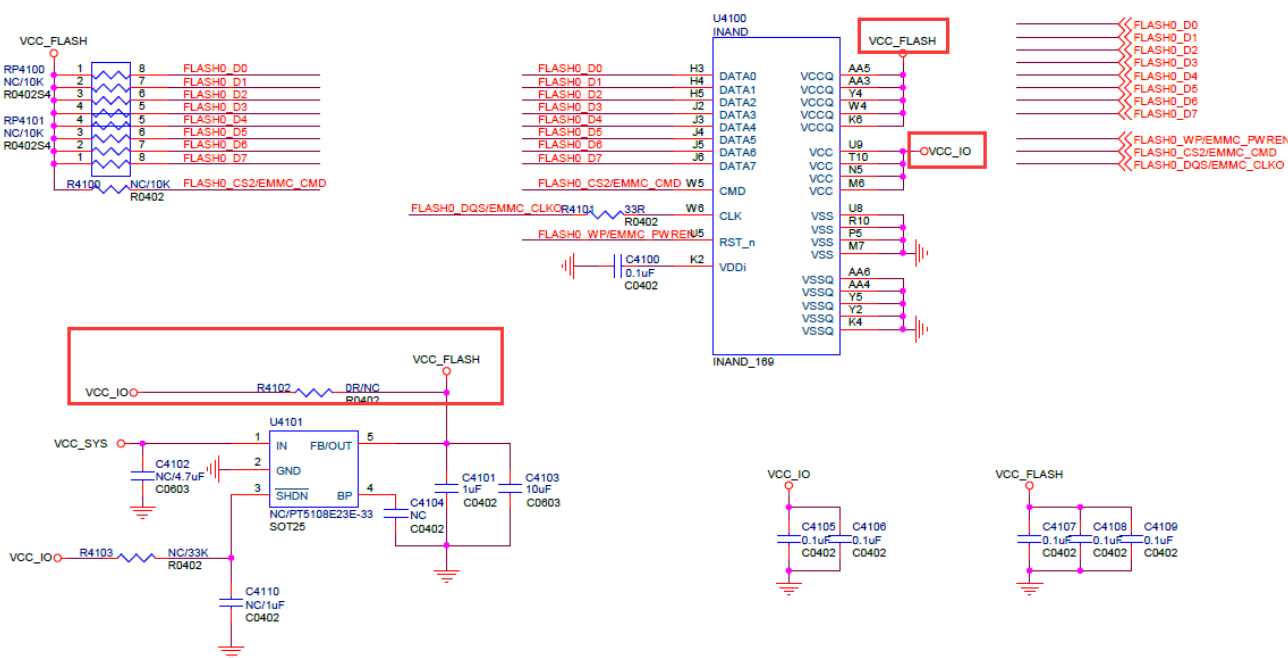 VCC_FLASH
RP4100
NC/10K
R0402S4
RP4101
NC/10K
R0402S4
1
2
3
4
4
3
2
1
8
7
6
5
5
6
7
8
FLASH0_D0
FLASH0_D1
FLASH0_D2
FLASH0_D3
FLASH0_D4
FLASH0_D5
FLASH0_D6
FLASH0_D7
R4100
NC/10K
R0402
FLASH0_CS2/EMMC_CMD
U4100
INAND
FLASH0_D0 H3 DATA0
FLASH0_D1 H4 DATA1
FLASH0_D2 H5 DATA2
FLASH0_D3 J2 DATA3
FLASH0_D4 J3 DATA4
FLASH0_D5 J4 DATA5
FLASH0_D6 J5 DATA6
FLASH0_D7 J6 DATA7
FLASH0_CS2/EMMC_CMD W5 CMD
FLASH0_DQS/EMMC_CLKO R4101 33R W6 CLK
R0402
FLASH0_WP/EMMC_PWREN U5 RST_n
C4100 K2 VDDi
0.1uF
C0402
VCC_FLASH
VCCQ AA5
VCCQ AA3
VCCQ Y4
VCCQ W4
VCCQ K6
VCC U9
VCC T10
VCC N5
VCC M6
VCC_IO
VSS U8
VSS R10
VSS P5
VSS M7
VSSQ AA6
VSSQ AA4
VSSQ Y5
VSSQ Y2
VSSQ K4
INAND_169
FLASH0_D0
FLASH0_D1
FLASH0_D2
FLASH0_D3
FLASH0_D4
FLASH0_D5
FLASH0_D6
FLASH0_D7
FLASH0_WP/EMMC_PWREN
FLASH0_CS2/EMMC_CMD
FLASH0_DQS/EMMC_CLKO
VCC_FLASH
VCC_IO R4102 0R/NC
R0402
U4101
VCC_SYS 1 IN FB/OUT 5
2 GND
3 SHDN BP 4
NC/PT5108E23E-33
SOT25
C4102
NC/4.7uF
C0603
C4104
NC
C0402
C4101
1uF
C0402
C4103
10uF
C0603
VCC_IO R4103 NC/33K
R0402
C4110
NC/1uF
C0402
VCC_IO
C4105
0.1uF
C0402
C4106
0.1uF
C0402
VCC_FLASH
C4107
0.1uF
C0402
C4108
0.1uF
C0402
C4109
0.1uF
C0402